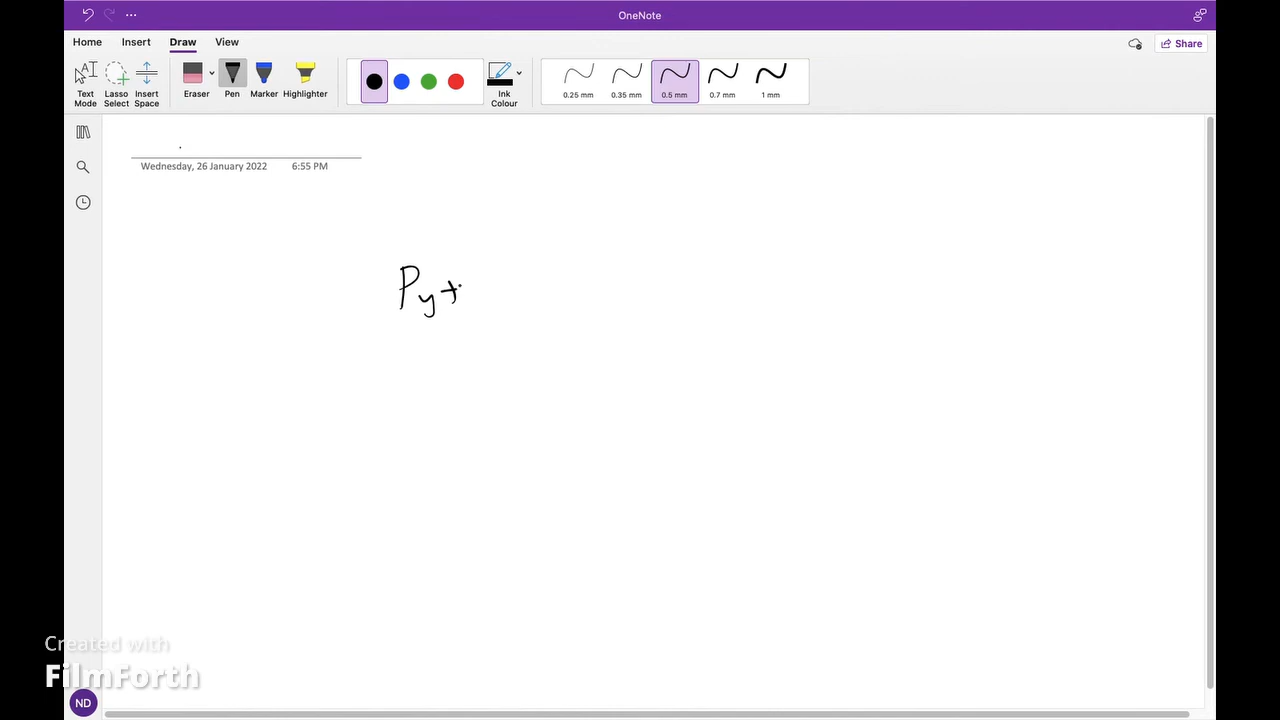 OneNote
Home Insert Draw View
Share
Text Mode
Lasso Select
Insert Space
Eraser
Pen
Marker
Highlighter
Ink Colour
0.25 mm
0.35 mm
0.5 mm
0.7 mm
1 mm
Wednesday, 26 January 2022 6:55 PM
Pyt
Created with
FilmForth
ND